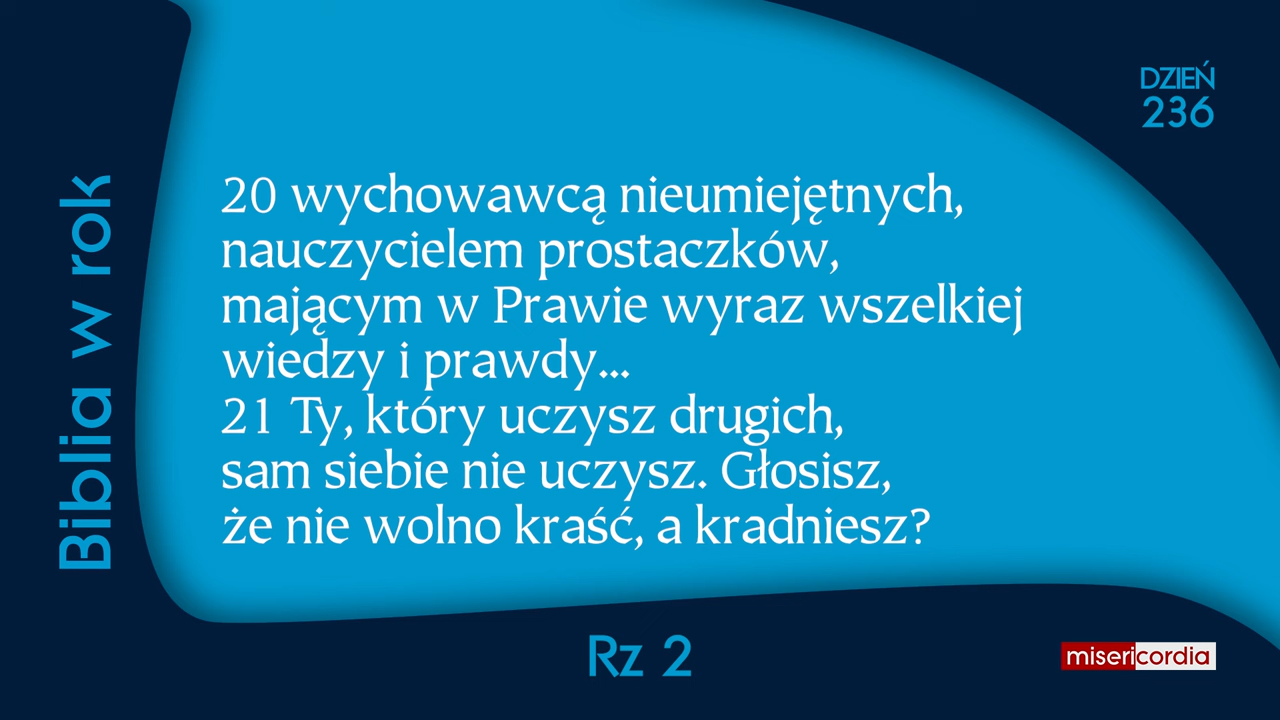 DZIEŃ
236
Biblia w rok
20 wychowawcą nieumiejętnych,
nauczycielem prostaczków,
mającym w Prawie wyraz wszelkiej
wiedzy i prawdy...
21 Ty, który uczysz drugich,
sam siebie nie uczysz. Głosisz,
że nie wolno kraść, a kradniesz?
Rz 2
misericordia